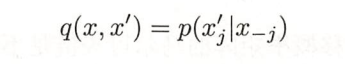 q(x, x′) = p(x′_j|x_{−j})